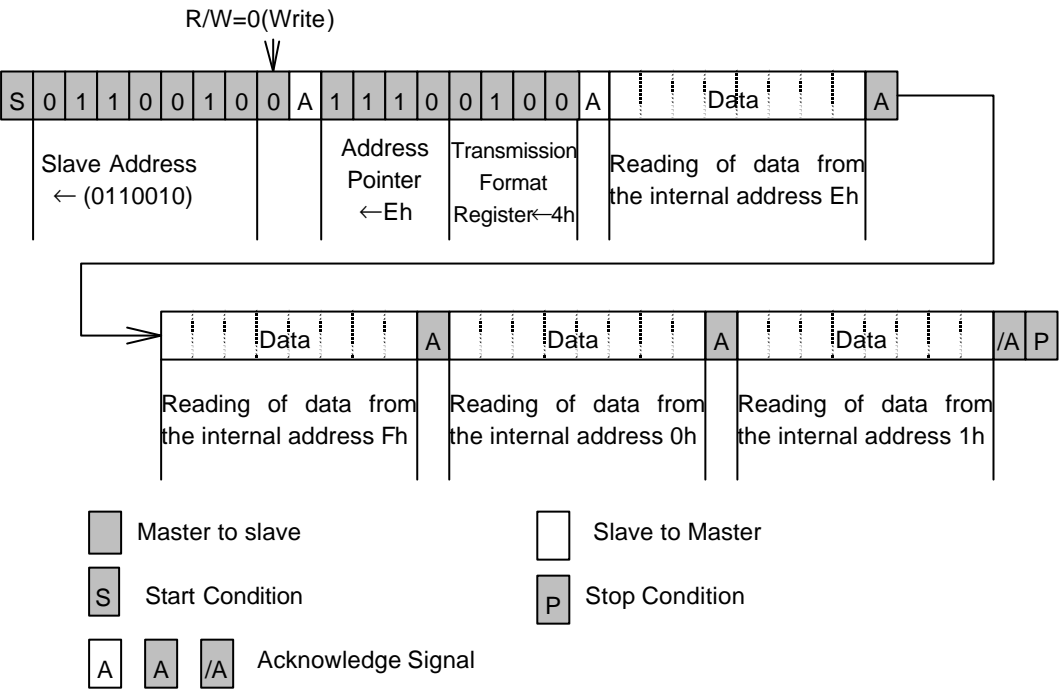 R/W=0(Write)
S 0 1 1 0 0 1 0 0 A 1 1 1 0 0 1 0 0 A Data A
Slave Address
← (0110010)
Address
Pointer
←Eh
Transmission
Format
Register←4h
Reading of data from
the internal address Eh
Data A Data A Data /A P
Reading of data from
the internal address Fh
Reading of data from
the internal address 0h
Reading of data from
the internal address 1h
Master to slave
Slave to Master
S Start Condition
P Stop Condition
A A /A Acknowledge Signal